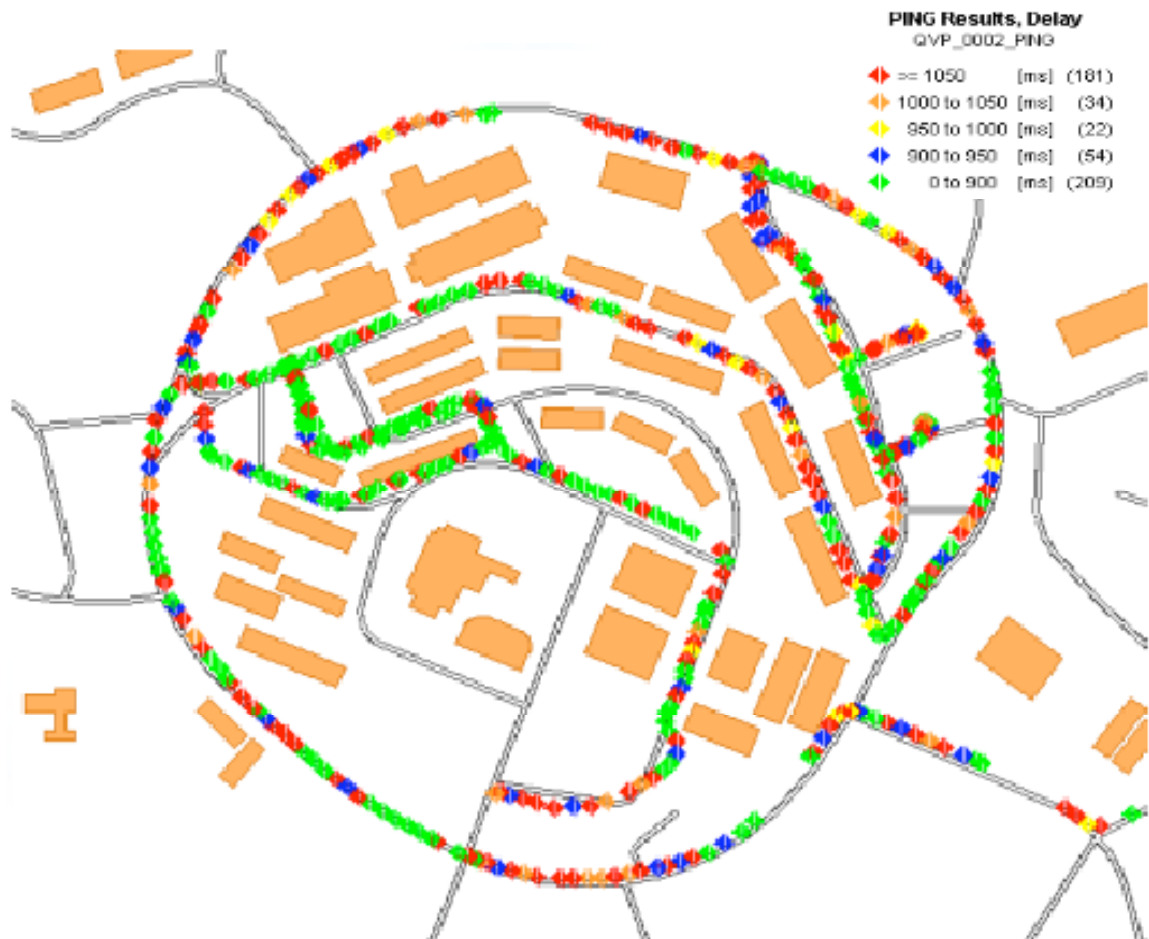 PING Results, Delay
QVP_0002_PING
>= 1050 [ms] (181)
1000 to 1050 [ms] (34)
950 to 1000 [ms] (22)
900 to 950 [ms] (54)
0 to 900 [ms] (209)